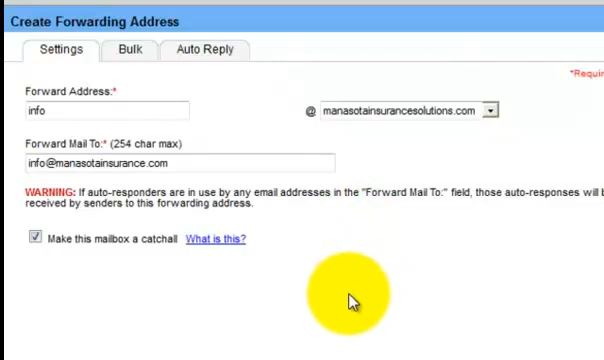 Create Forwarding Address
Settings Bulk Auto Reply
*Requir
Forward Address:*
info @ manasotainsurancesolutions.com
Forward Mail To:* (254 char max)
info@manasotainsurance.com
WARNING: If auto-responders are in use by any email addresses in the "Forward Mail To:" field, those auto-responses will b
received by senders to this forwarding address.
Make this mailbox a catchall What is this?